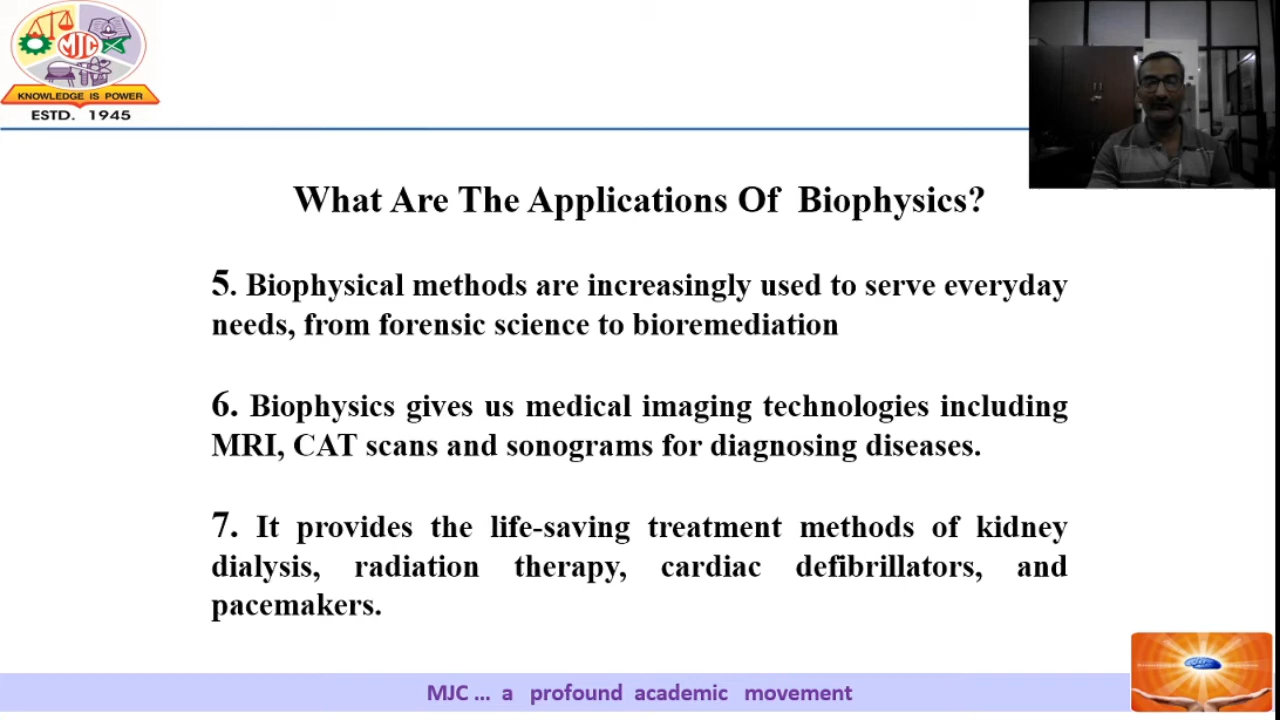 MJC
KNOWLEDGE IS POWER
ESTD. 1945
What Are The Applications Of Biophysics?
5. Biophysical methods are increasingly used to serve everyday
needs, from forensic science to bioremediation
6. Biophysics gives us medical imaging technologies including
MRI, CAT scans and sonograms for diagnosing diseases.
7. It provides the life-saving treatment methods of kidney
dialysis, radiation therapy, cardiac defibrillators, and
pacemakers.
MJC ... a profound academic movement